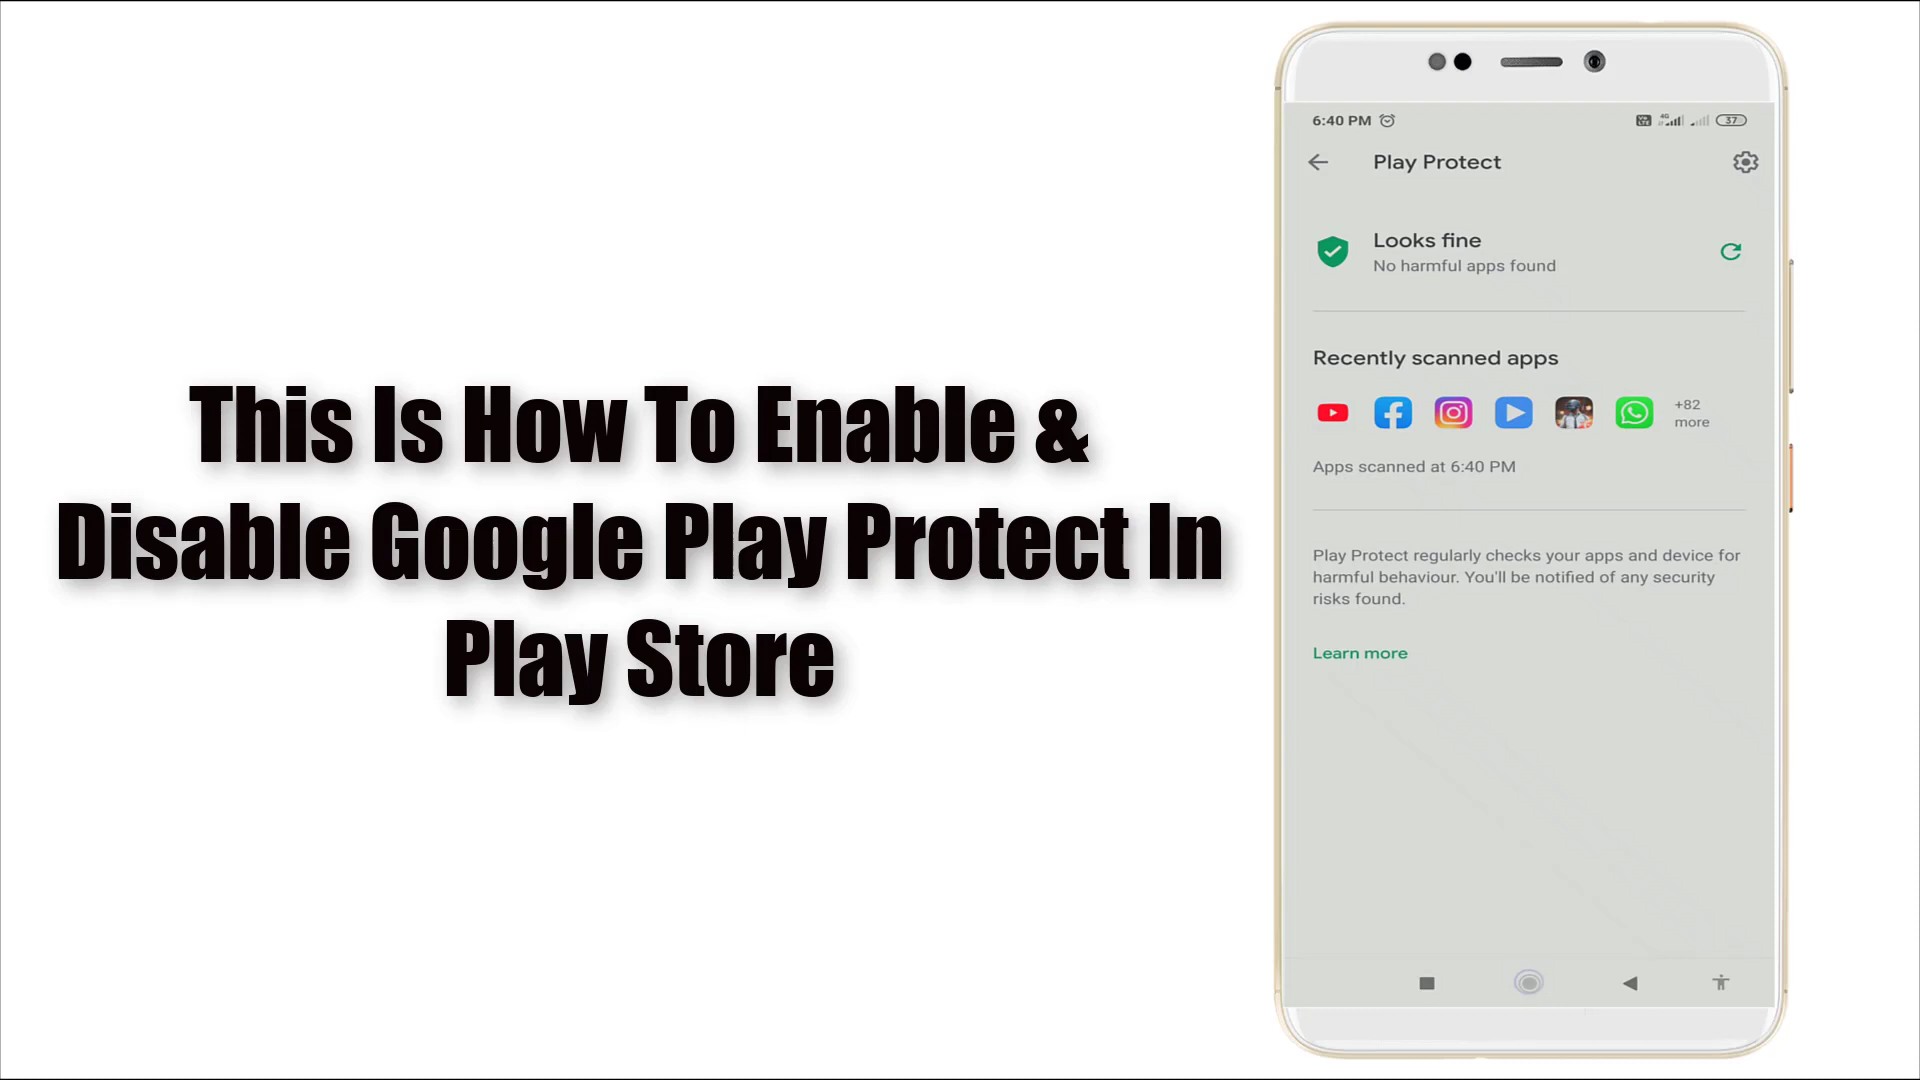 This Is How To Enable &
Disable Google Play Protect In
Play Store
6:40 PM
4G
37
Play Protect
Looks fine
No harmful apps found
Recently scanned apps
+82
more
Apps scanned at 6:40 PM
Play Protect regularly checks your apps and device for
harmful behaviour. You'll be notified of any security
risks found.
Learn more